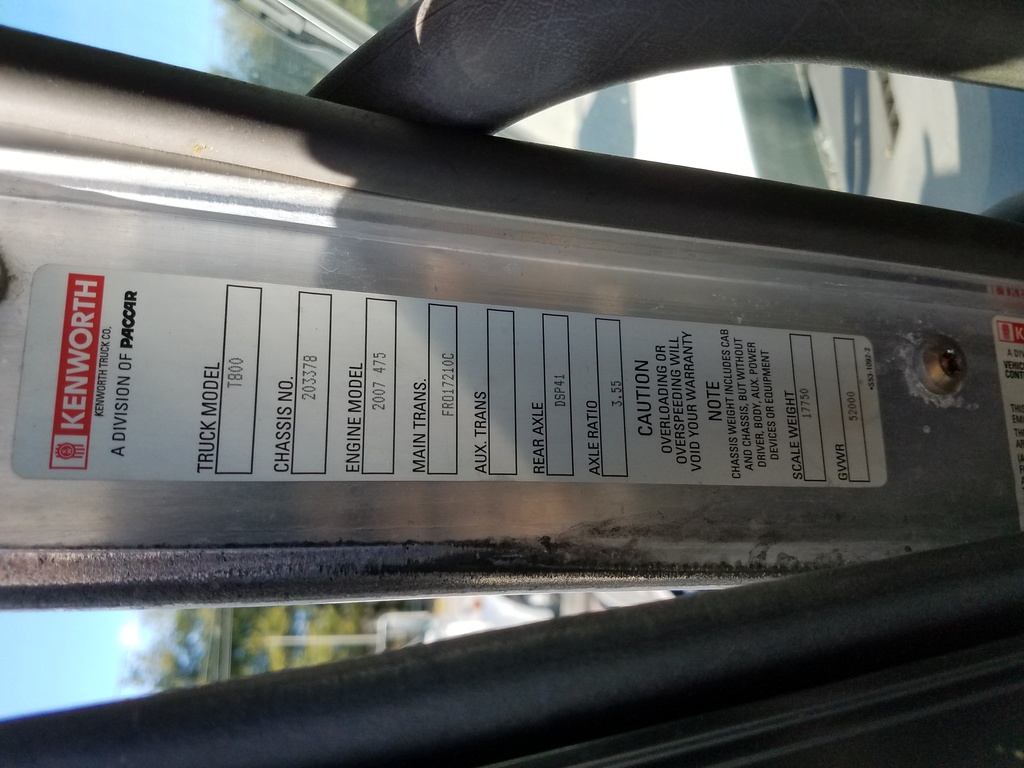 KENWORTH
KENWORTH TRUCK CO.
A DIVISION OF PACCAR
TRUCK MODEL
T800
CHASSIS NO.
203378
ENGINE MODEL
2007 475
MAIN TRANS.
FRO17210C
AUX. TRANS
REAR AXLE
DSP41
AXLE RATIO
3.55
CAUTION
OVERLOADING OR
OVERSPEEDING WILL
VOID YOUR WARRANTY
NOTE
CHASSIS WEIGHT INCLUDES CAB
AND CHASSIS, BUT WITHOUT
DRIVER, BODY, AUX. POWER
DEVICES OR EQUIPMENT
SCALE WEIGHT
17750
GVWR
52000